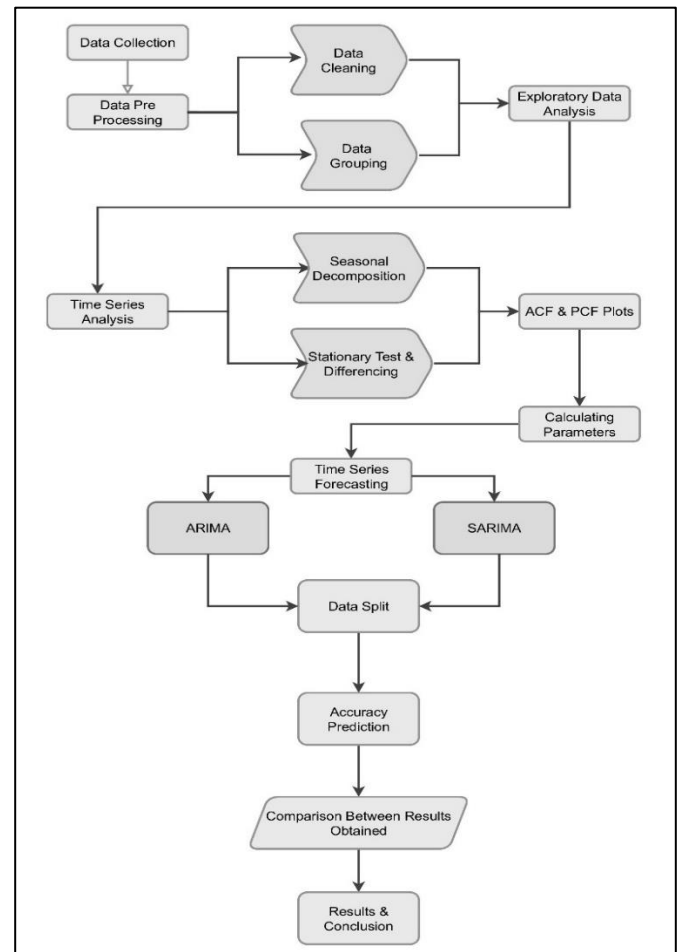 Data Collection
Data Pre
Processing
Data
Cleaning
Data
Grouping
Exploratory Data
Analysis
Time Series
Analysis
Seasonal
Decomposition
Stationary Test &
Differencing
ACF & PCF Plots
Calculating
Parameters
Time Series
Forecasting
ARIMA
SARIMA
Data Split
Accuracy
Prediction
Comparison Between Results
Obtained
Results &
Conclusion